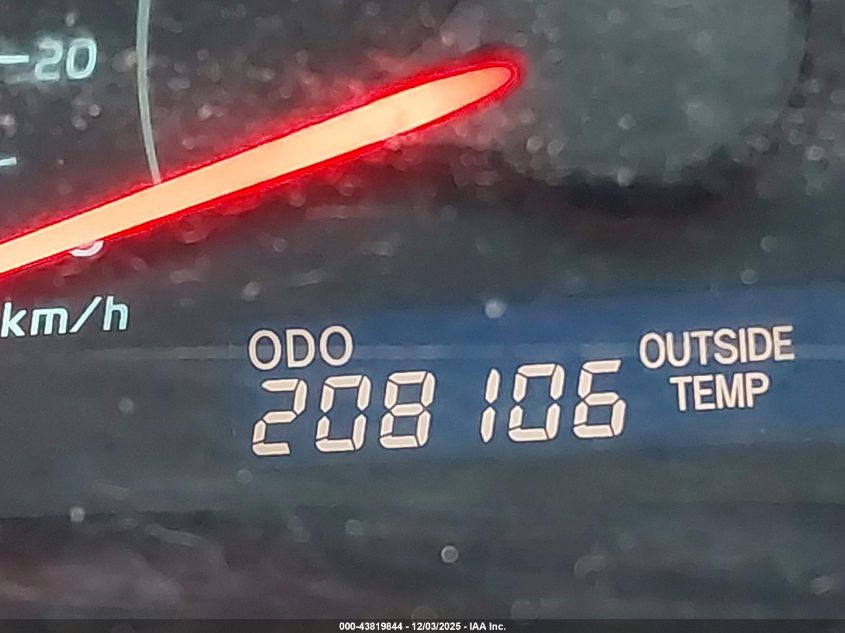 20
km/h
ODO
208106
OUTSIDE
TEMP
000-43819844 - 12/03/2025 - IAA Inc.